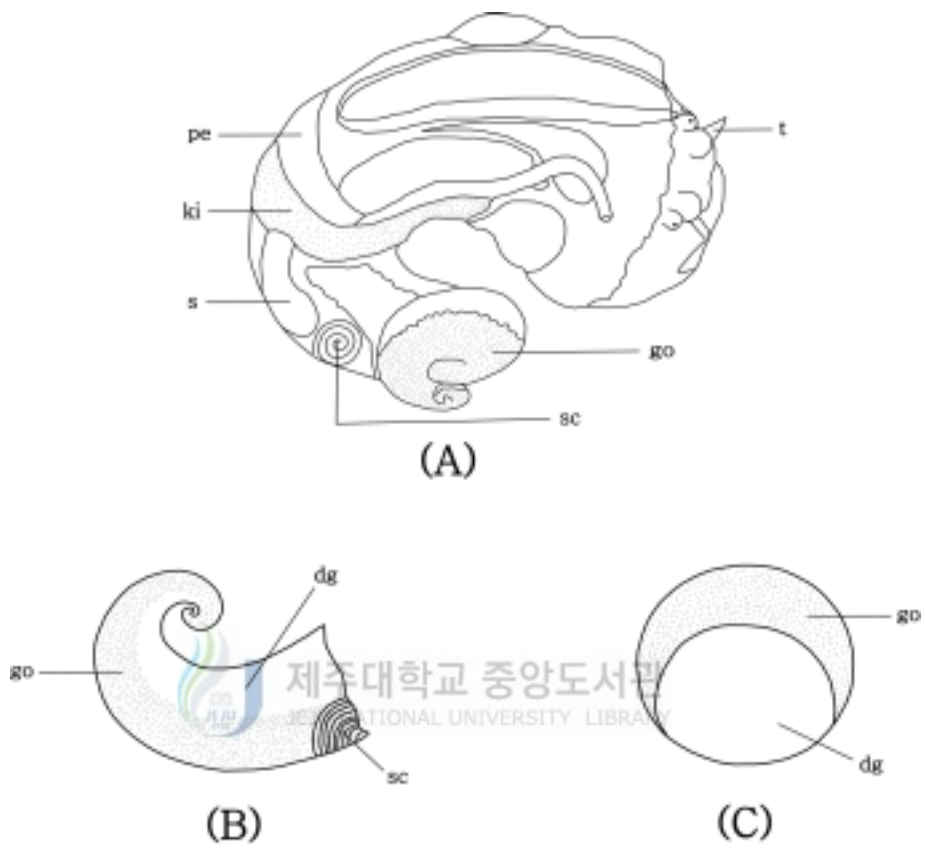 pe
t
ki
s
go
sc
(A)
dg
go
go
제주대학교 중앙도서관
JEJU NATIONAL UNIVERSITY LIBRARY
dg
sc
(B)
(C)